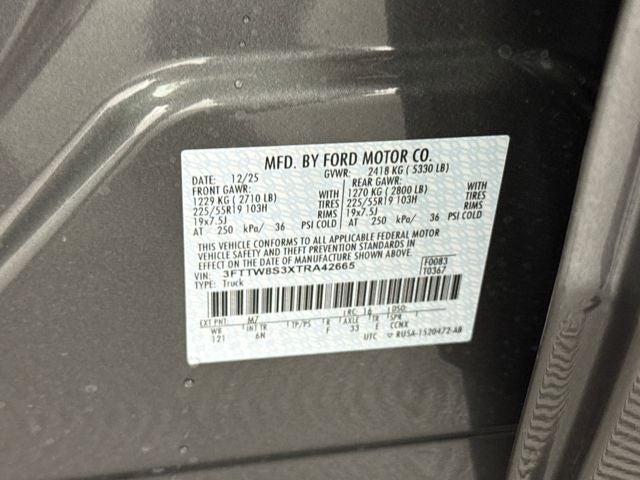 MFD. BY FORD MOTOR CO.
DATE: 12/25 GVWR: 2418 KG ( 5330 LB)
FRONT GAWR: REAR GAWR:
1229 KG ( 2710 LB) WITH 1270 KG ( 2800 LB) WITH
225/55R19 103H TIRES 225/55R19 103H TIRES
19x7.5J RIMS 19x7.5J RIMS
AT 250 kPa/ 36 PSI COLD AT 250 kPa/ 36 PSI COLD
THIS VEHICLE CONFORMS TO ALL APPLICABLE FEDERAL MOTOR
VEHICLE SAFETY AND THEFT PREVENTION STANDARDS IN
EFFECT ON THE DATE OF MANUFACTURE SHOWN ABOVE.
VIN: 3FTTW8S3XTRA42665 F0083
TYPE: Truck T0367
EXT PNT: M7 RC: 16 DSO:
WB INT TR TP/PS R AXLE TR SPR
121 6N F 33 E CCNX
UTC RUSA-1520472-AB